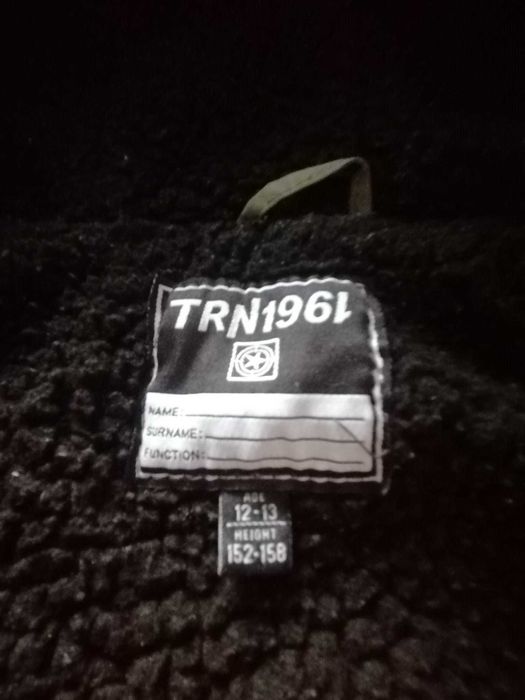 TRN1961
NAME:
SURNAME:
FUNCTION:
AGE
12-13
HEIGHT
152-158